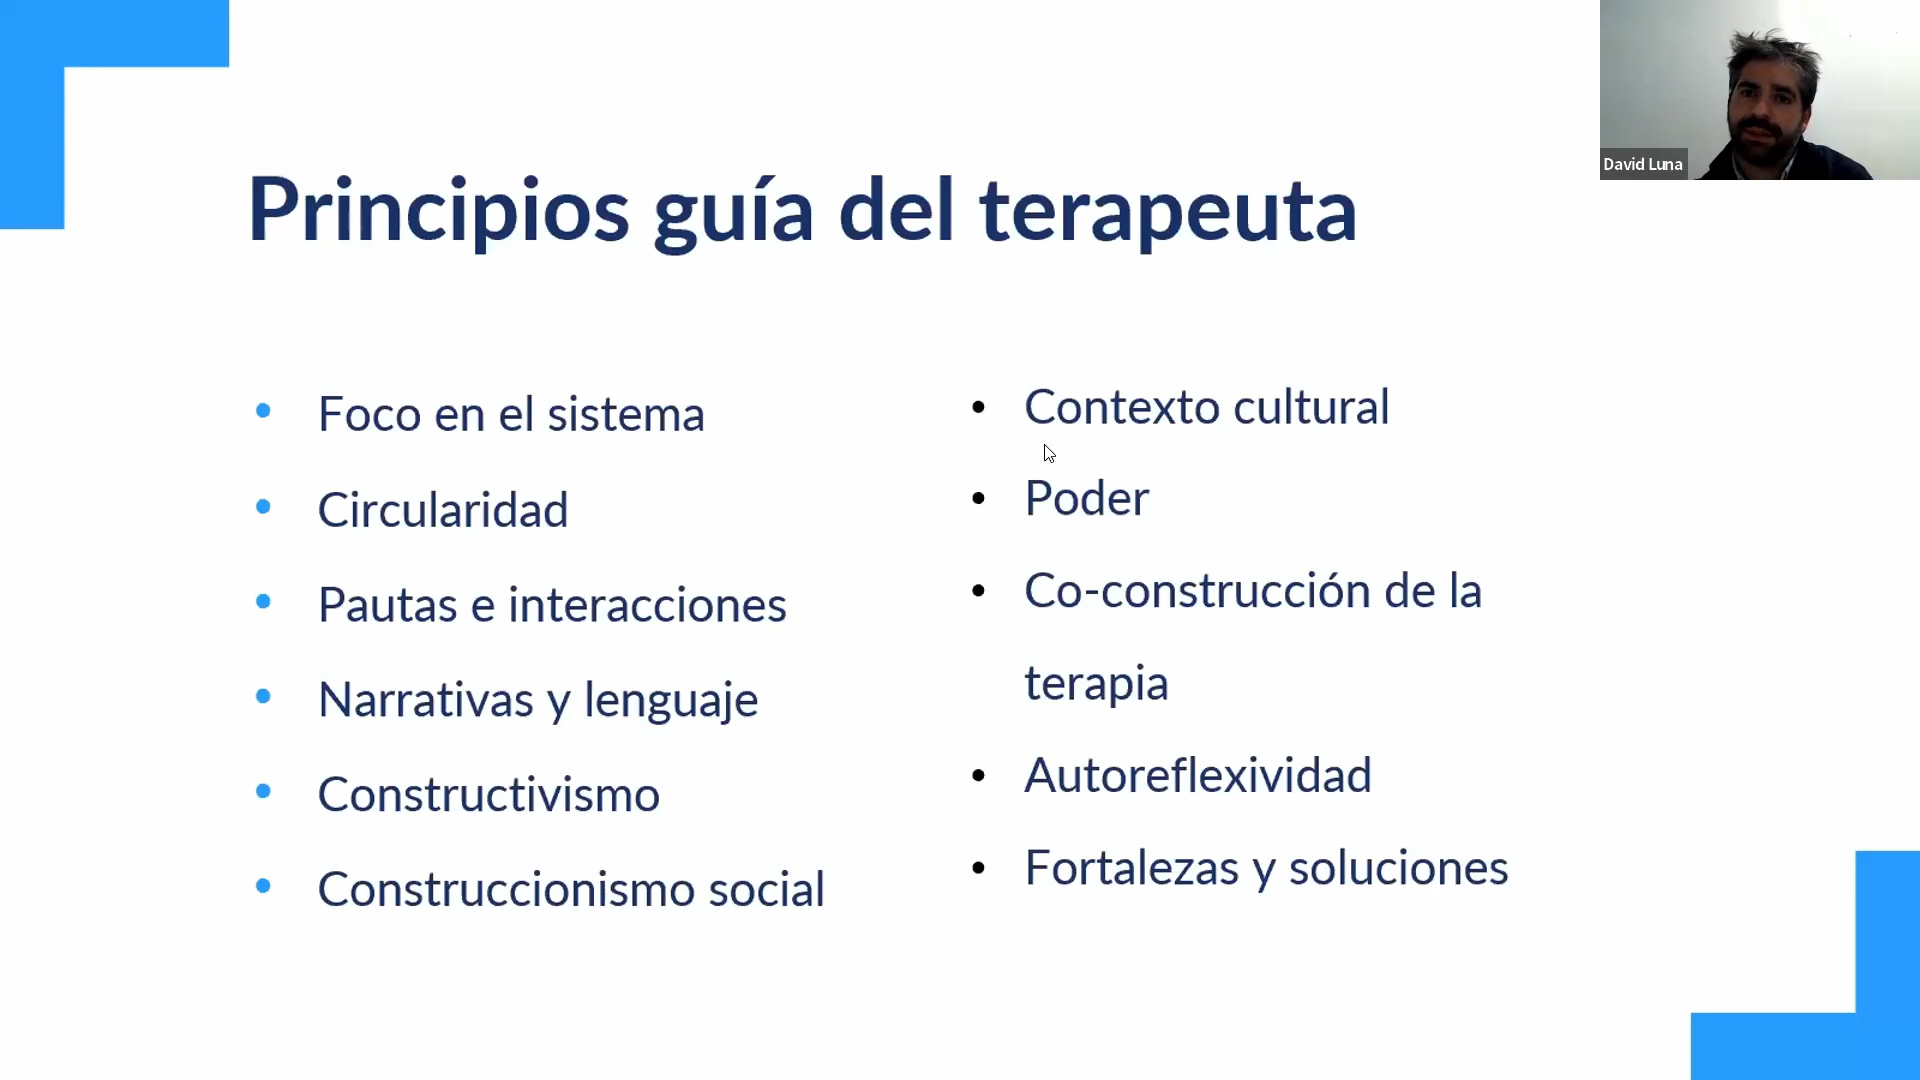 David Luna
Principios guía del terapeuta
• Foco en el sistema
• Circularidad
• Pautas e interacciones
• Narrativas y lenguaje
• Constructivismo
• Construccionismo social
• Contexto cultural
• Poder
• Co-construcción de la
terapia
• Autoreflexividad
• Fortalezas y soluciones